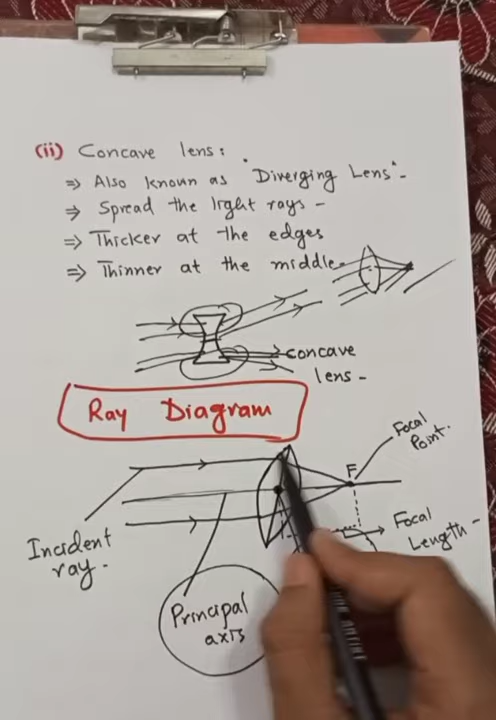 (ii) Concave lens:
⇒ Also known as "Diverging Lens".
⇒ Spread the light rays -
⇒ Thicker at the edges
⇒ Thinner at the middle.
concave
lens -
Ray Diagram
Focal
Point.
F
Focal
Length -
Incident
ray.
Principal
axis